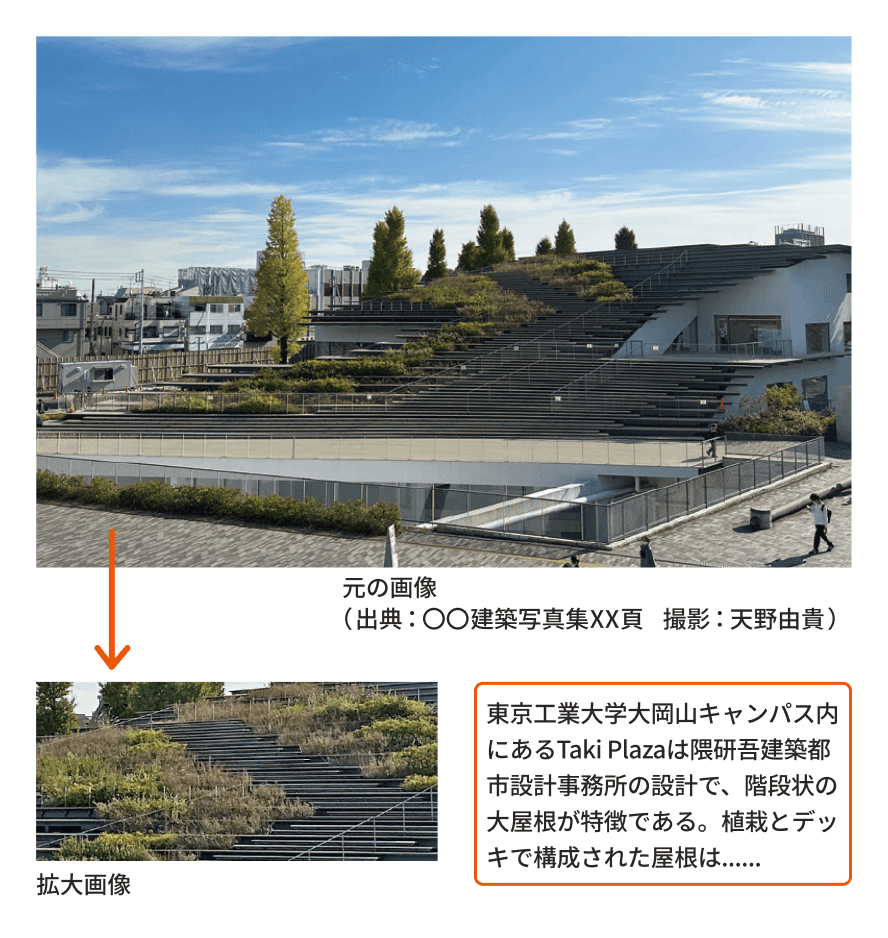 元の画像
（出典：〇〇建築写真集XX頁　撮影：天野由貴）
東京工業大学大岡山キャンパス内
にあるTaki Plazaは隈研吾建築都
市設計事務所の設計で、階段状の
大屋根が特徴である。植栽とデッ
キで構成された屋根は......
拡大画像